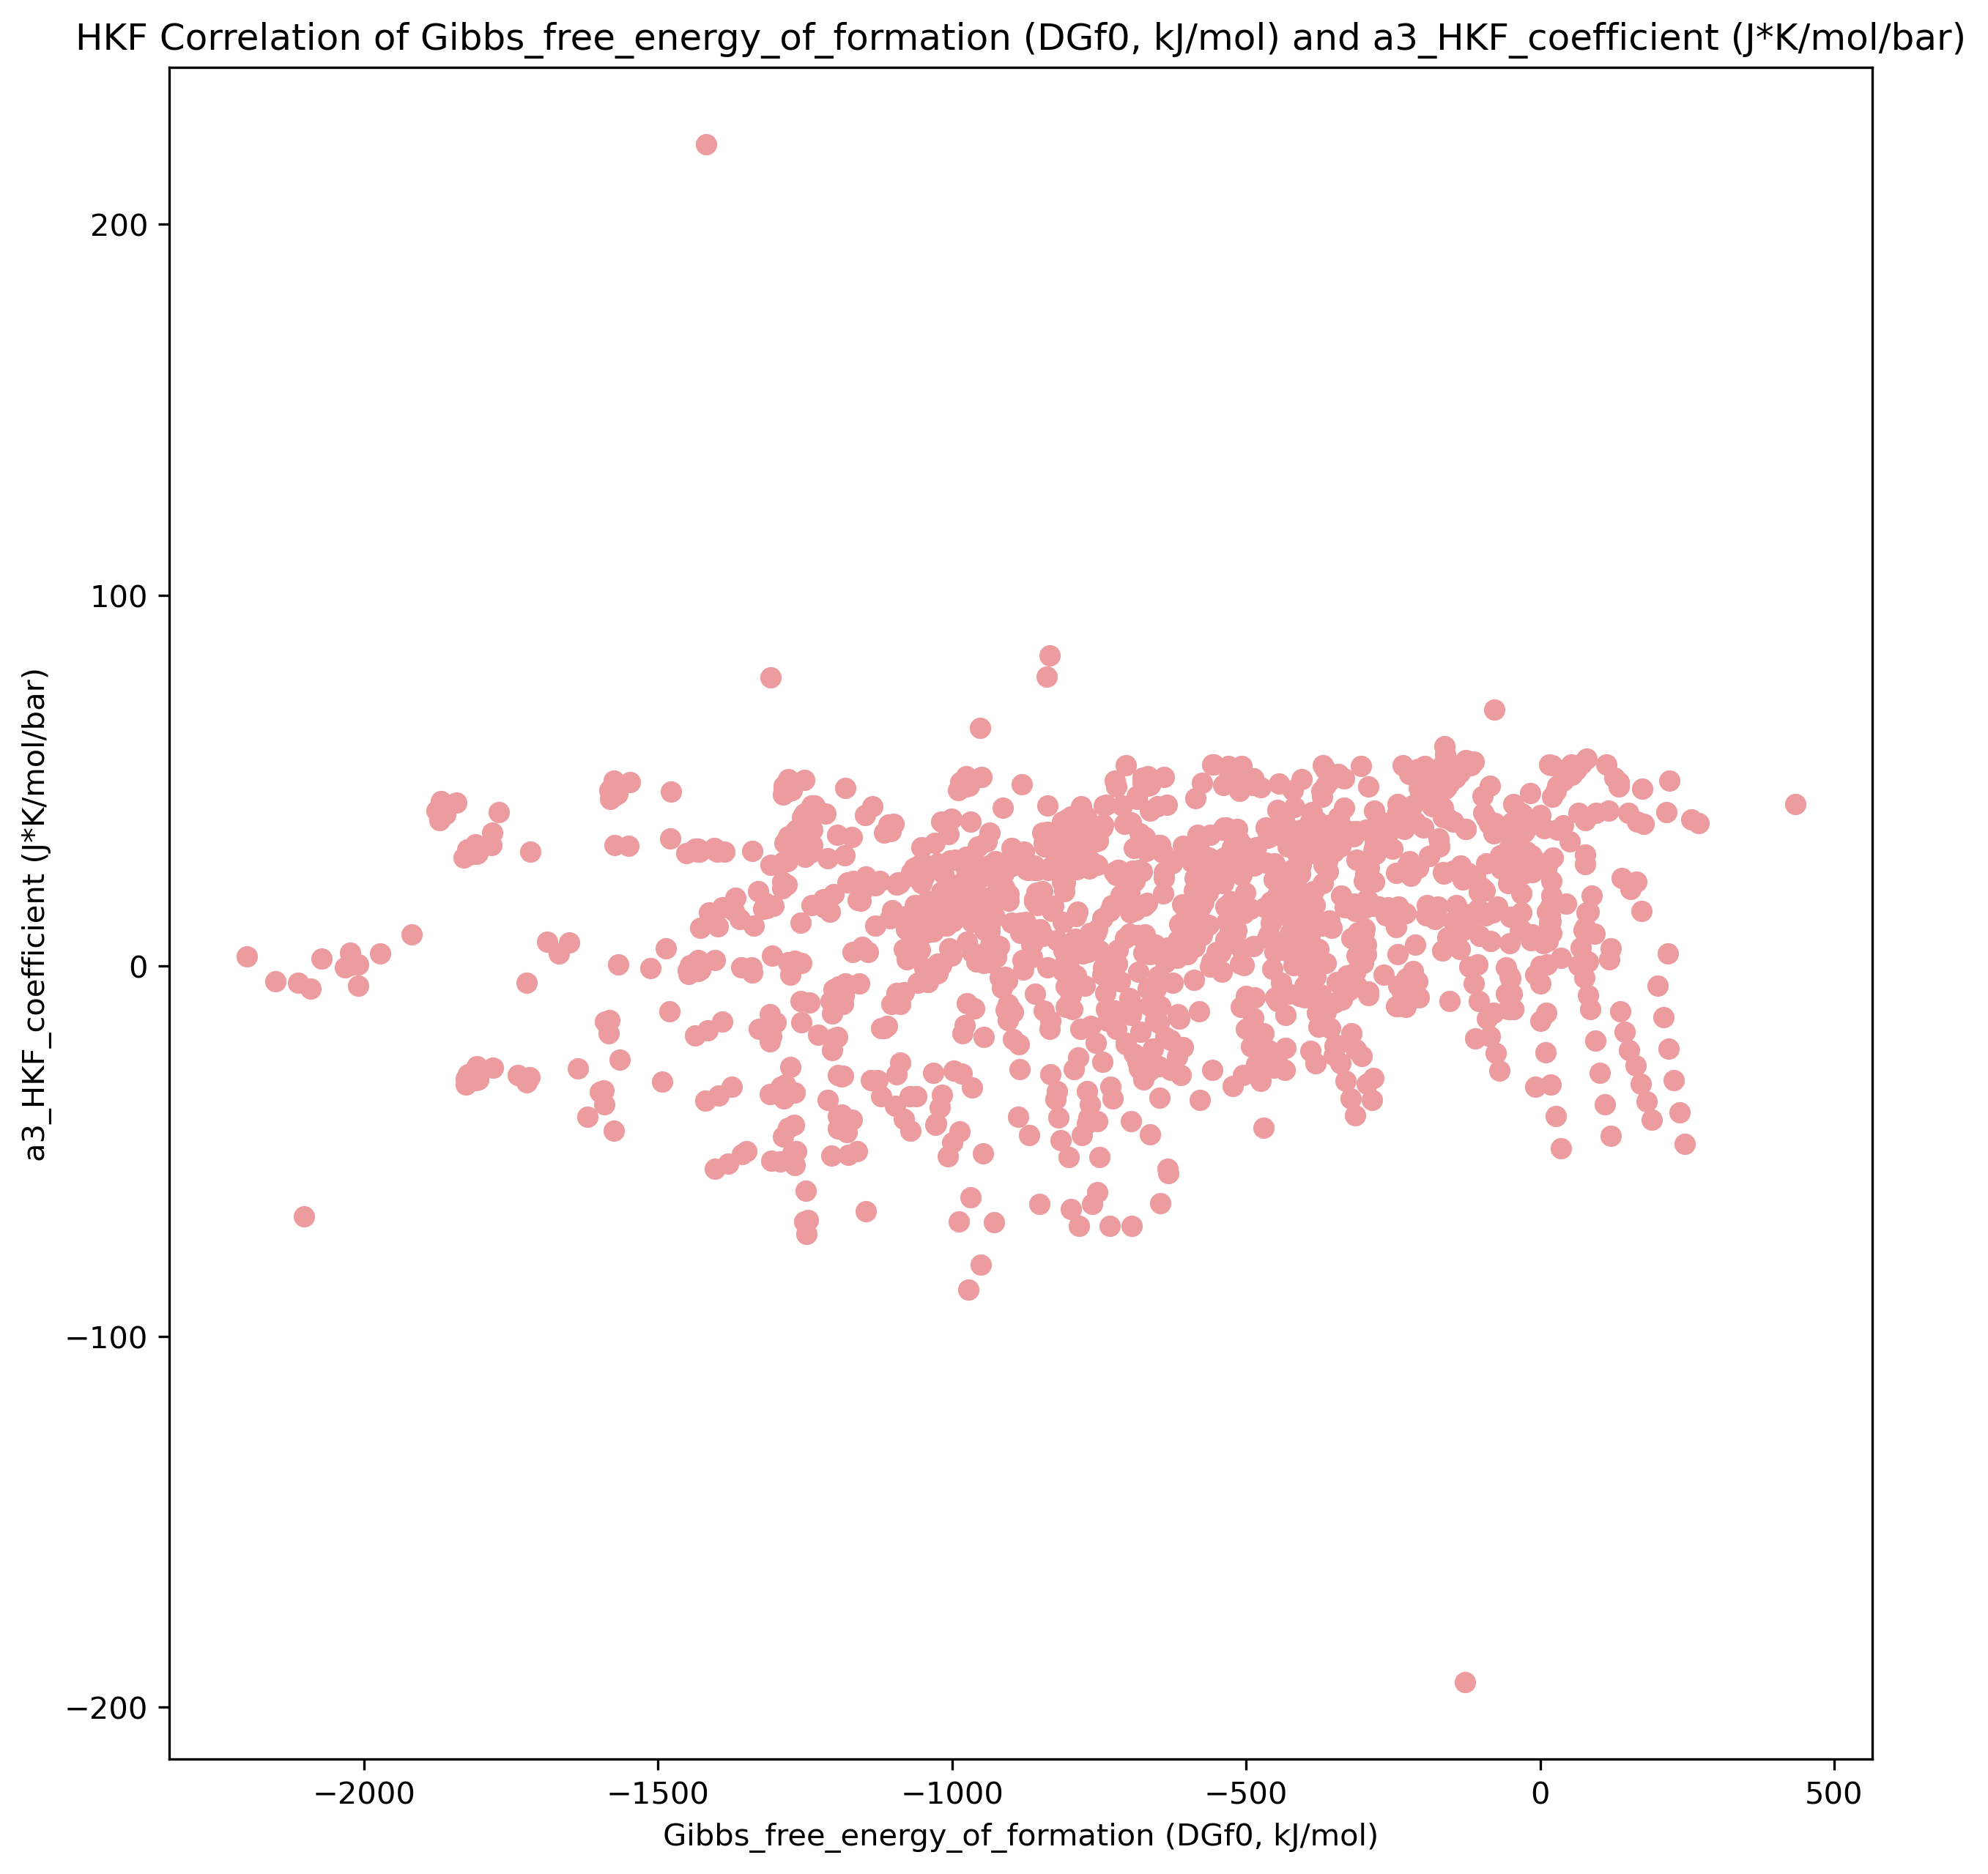 HKF Correlation of Gibbs_free_energy_of_formation (DGf0, kJ/mol) and a3_HKF_coefficient (J*K/mol/bar)
200
100
0
−100
−200
a3_HKF_coefficient (J*K/mol/bar)
−2000 −1500 −1000 −500 0 500
Gibbs_free_energy_of_formation (DGf0, kJ/mol)